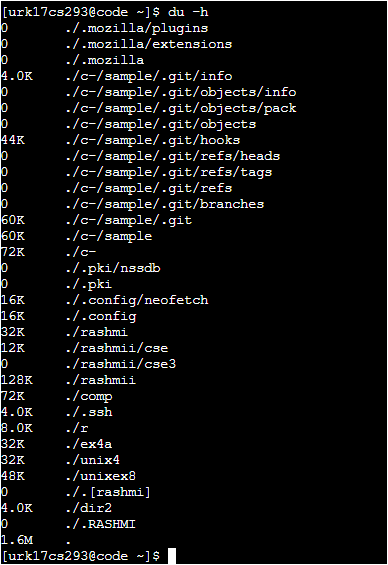 [urk17cs293@code ~]$ du -h
0 ./.mozilla/plugins
0 ./.mozilla/extensions
0 ./.mozilla
4.0K ./c-/sample/.git/info
0 ./c-/sample/.git/objects/info
0 ./c-/sample/.git/objects/pack
0 ./c-/sample/.git/objects
44K ./c-/sample/.git/hooks
0 ./c-/sample/.git/refs/heads
0 ./c-/sample/.git/refs/tags
0 ./c-/sample/.git/refs
0 ./c-/sample/.git/branches
60K ./c-/sample/.git
60K ./c-/sample
72K ./c-
0 ./.pki/nssdb
0 ./.pki
16K ./.config/neofetch
16K ./.config
32K ./rashmi
12K ./rashmii/cse
0 ./rashmii/cse3
128K ./rashmii
72K ./comp
4.0K ./.ssh
8.0K ./r
32K ./ex4a
32K ./unix4
48K ./unixex8
0 ./.[rashmi]
4.0K ./dir2
0 ./.RASHMI
1.6M .
[urk17cs293@code ~]$